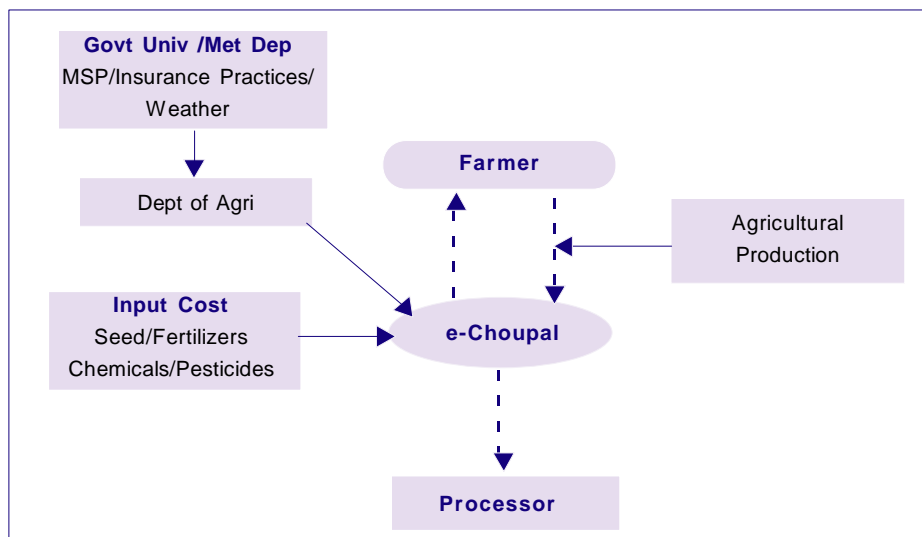 Govt Univ /Met Dep
MSP/Insurance Practices/
Weather
Farmer
Dept of Agri
Agricultural
Production
Input Cost
Seed/Fertilizers
Chemicals/Pesticides
e-Choupal
Processor